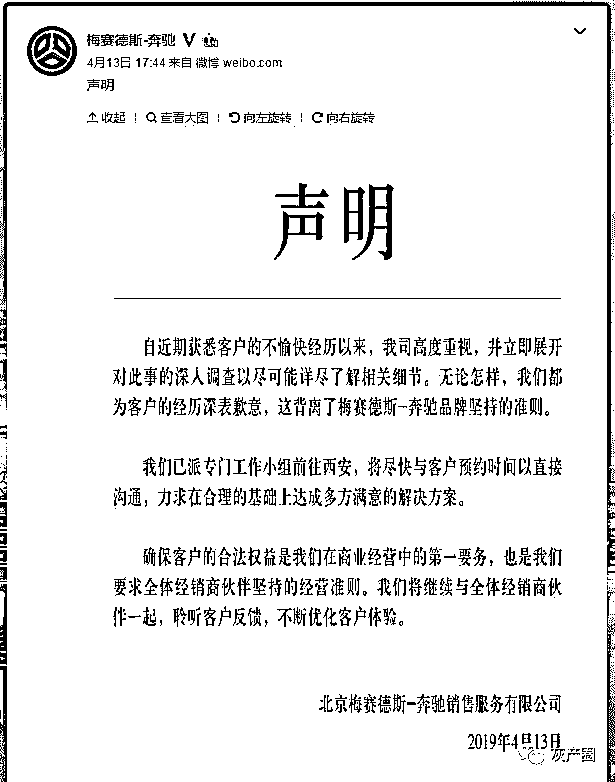 梅赛德斯-奔驰
4月13日 17:44 来自 微博 weibo.com
声明
收起 | 查看大图 | 向左旋转 | 向右旋转
声明
自近期获悉客户的不愉快经历以来，我司高度重视，并立即展开
对此事的深入调查以尽可能详尽了解相关细节。无论怎样，我们都
为客户的经历深表歉意，这背离了梅赛德斯-奔驰品牌坚持的准则。
我们已派专门工作小组前往西安，将尽快与客户预约时间以直接
沟通，力求在合理的基础上达成多方满意的解决方案。
确保客户的合法权益是我们在商业经营中的第一要务，也是我们
要求全体经销商伙伴坚持的经营准则。我们将继续与全体经销商伙
伴一起，聆听客户反馈，不断优化客户体验。
北京梅赛德斯-奔驰销售服务有限公司
2019年4月13日
灰产圈